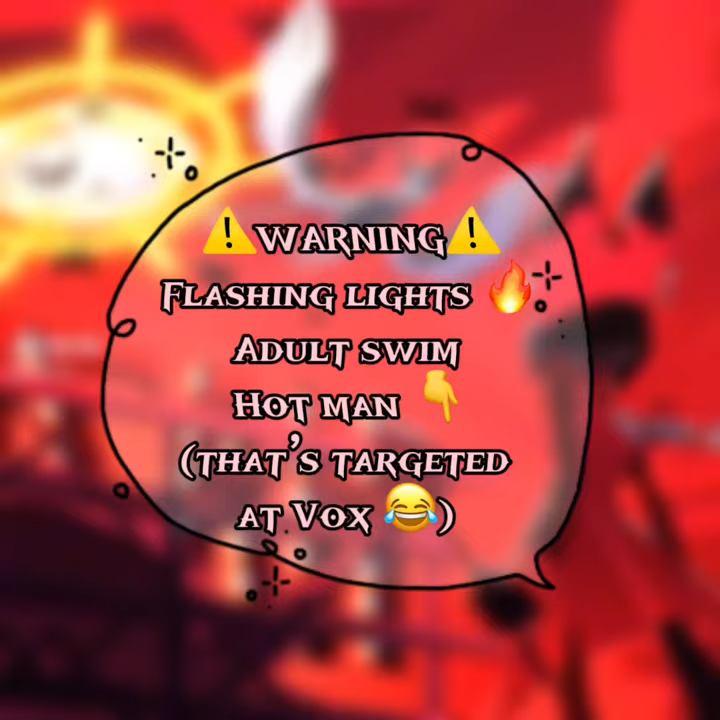 ⚠️WARNING⚠️
FLASHING LIGHTS 🔥
ADULT SWIM
HOT MAN 👇
(THAT'S TARGETED
AT VOX 😂)